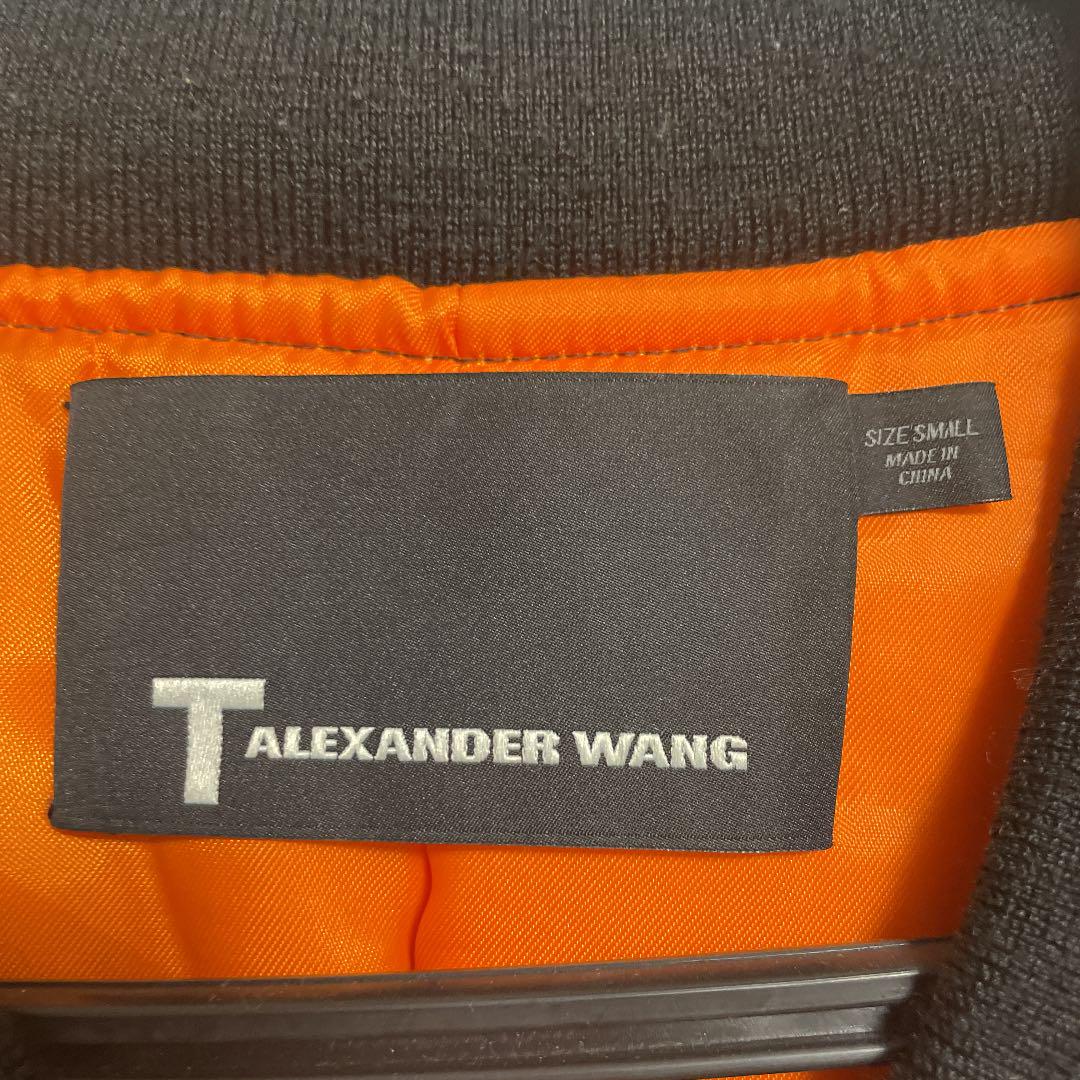 SIZE SMALL
MADE IN
CHINA
T ALEXANDER WANG